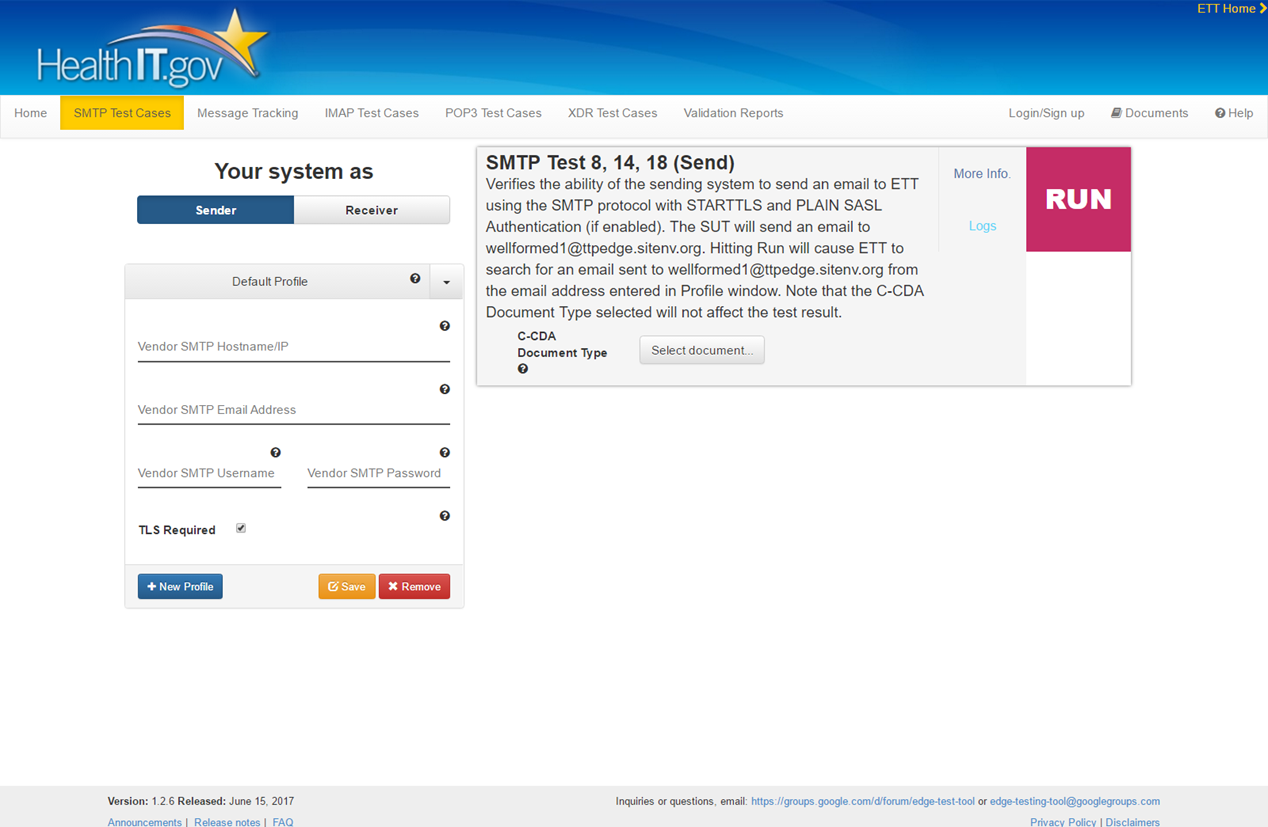 ETT Home
HealthIT.gov
Home SMTP Test Cases Message Tracking IMAP Test Cases POP3 Test Cases XDR Test Cases Validation Reports Login/Sign up Documents Help
Your system as
Sender Receiver
Default Profile
Vendor SMTP Hostname/IP
Vendor SMTP Email Address
Vendor SMTP Username Vendor SMTP Password
TLS Required
New Profile Save Remove
SMTP Test 8, 14, 18 (Send)
Verifies the ability of the sending system to send an email to ETT
using the SMTP protocol with STARTTLS and PLAIN SASL
Authentication (if enabled). The SUT will send an email to
wellformed1@ttpedge.sitenv.org. Hitting Run will cause ETT to
search for an email sent to wellformed1@ttpedge.sitenv.org from
the email address entered in Profile window. Note that the C-CDA
Document Type selected will not affect the test result.
C-CDA
Document Type
Select document...
More Info.
Logs
RUN
Version: 1.2.6 Released: June 15, 2017
Announcements | Release notes | FAQ
Inquiries or questions, email: https://groups.google.com/d/forum/edge-test-tool or edge-testing-tool@googlegroups.com
Privacy Policy | Disclaimers